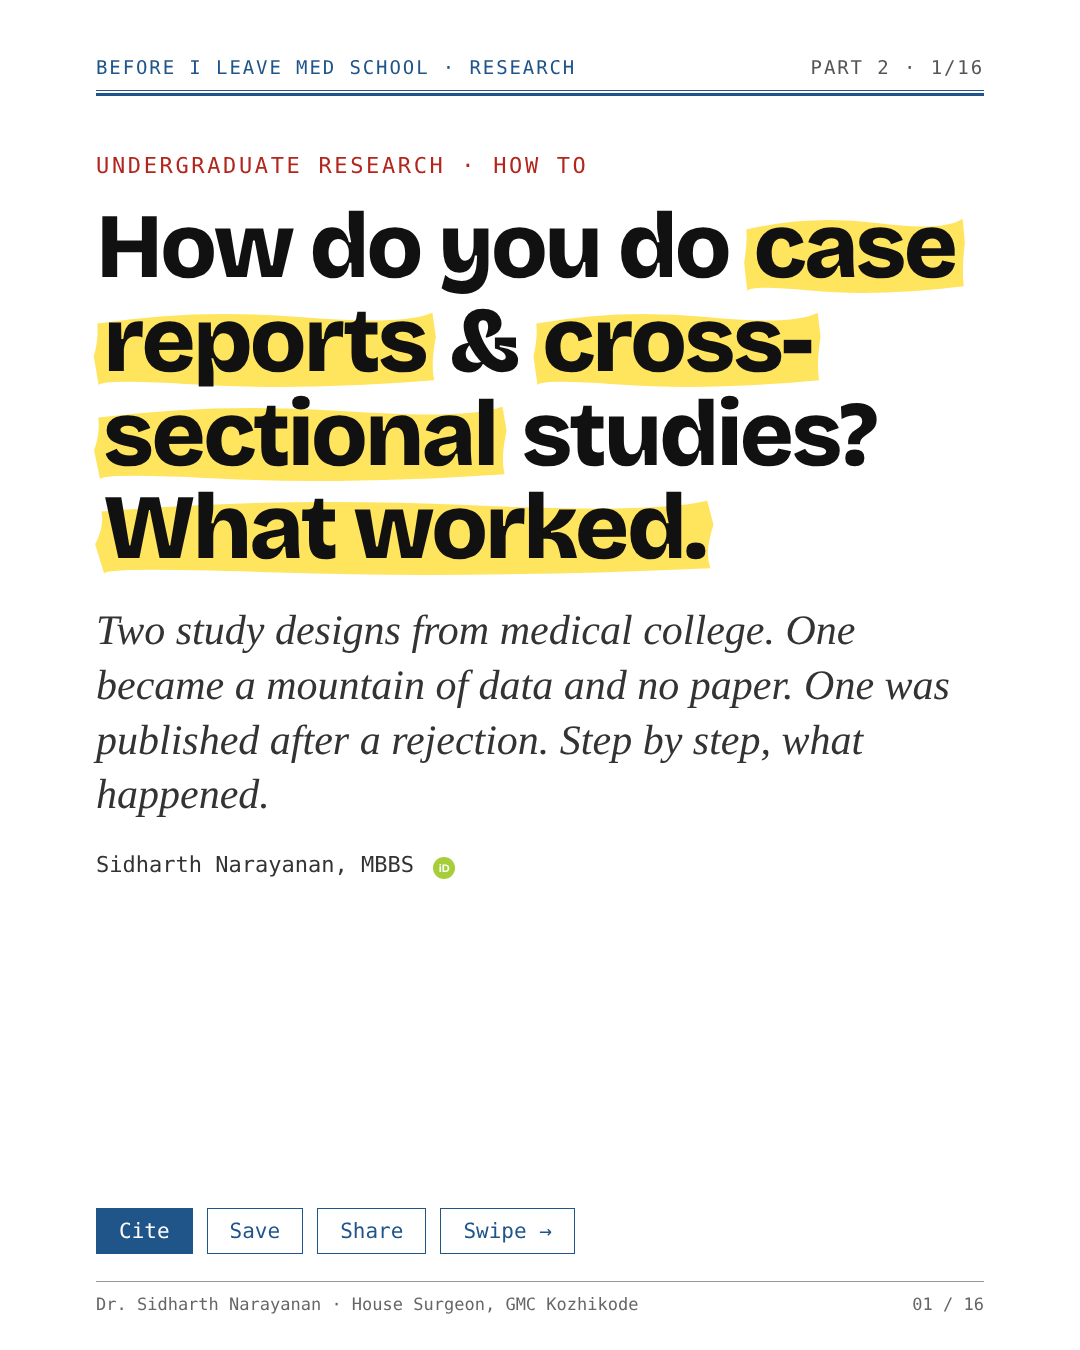 BEFORE I LEAVE MED SCHOOL · RESEARCH PART 2 · 1/16
UNDERGRADUATE RESEARCH · HOW TO
How do you do case
reports & cross-
sectional studies?
What worked.
Two study designs from medical college. One
became a mountain of data and no paper. One was
published after a rejection. Step by step, what
happened.
Sidharth Narayanan, MBBS iD
Cite Save Share Swipe →
Dr. Sidharth Narayanan · House Surgeon, GMC Kozhikode 01 / 16